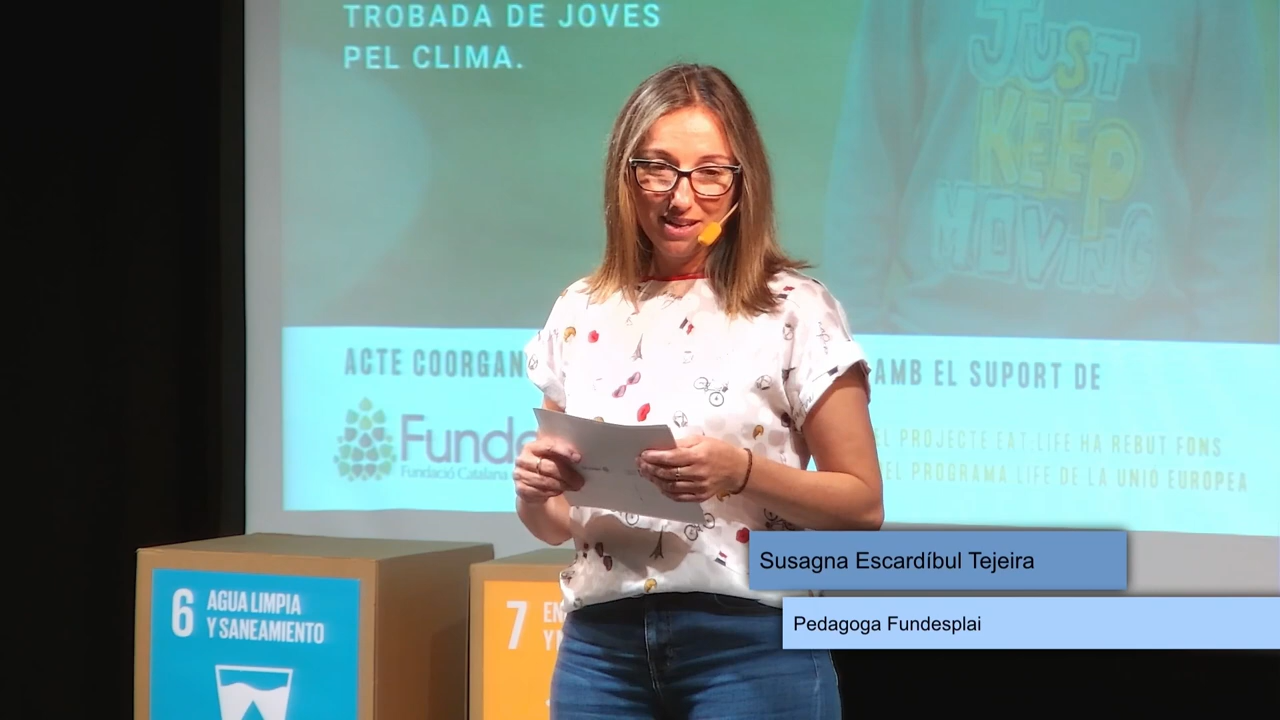 TROBADA DE JOVES
PEL CLIMA.
JUST
KEEP
MOVING
ACTE COORGAN
AMB EL SUPORT DE
Funde
Fundació Catalana
EL PROJECTE EAT:LIFE HA REBUT FONS
EL PROGRAMA LIFE DE LA UNIÓ EUROPEA
Susagna Escardíbul Tejeira
Pedagoga Fundesplai
6 AGUA LIMPIA
Y SANEAMIENTO
7 EN
Y N